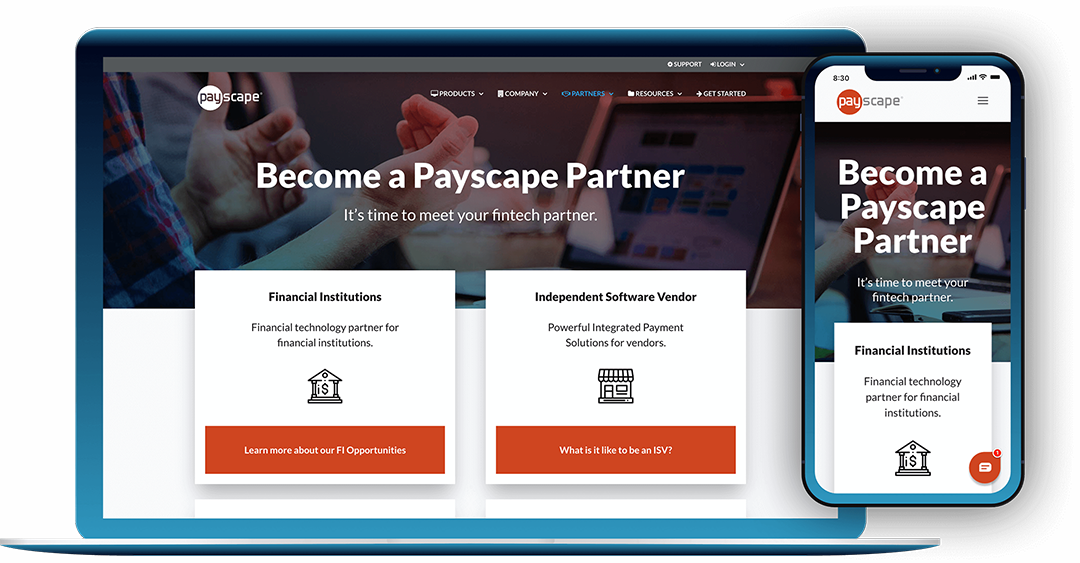 SUPPORT LOGIN
payscape
PRODUCTS COMPANY PARTNERS RESOURCES GET STARTED
Become a Payscape Partner
It’s time to meet your fintech partner.
Financial Institutions
Financial technology partner for
financial institutions.
i$
Learn more about our FI Opportunities
Independent Software Vendor
Powerful Integrated Payment
Solutions for vendors.
What is it like to be an ISV?
8:30
payscape
Become a
Payscape
Partner
It’s time to meet your
fintech partner.
Financial Institutions
Financial technology
partner for financial
institutions.
i$
1